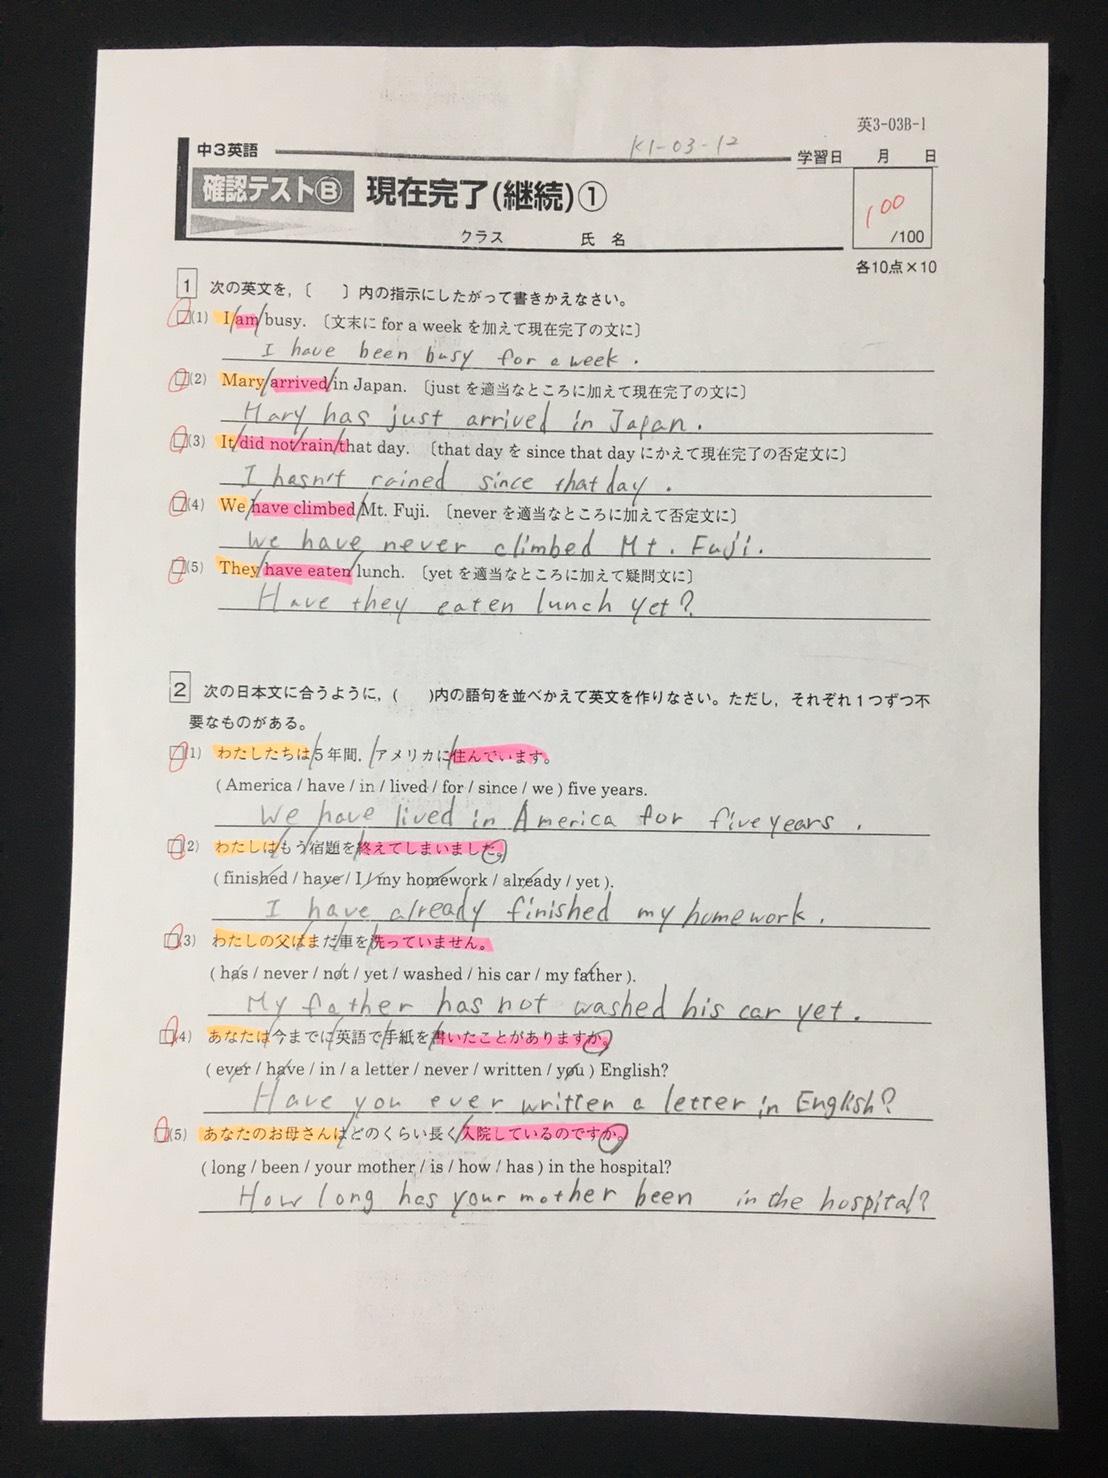 英3-03B-1
K1-03-12
中3英語 学習日 月 日
確認テストⒷ 現在完了(継続)①
100
/100
クラス 氏 名
各10点×10
1 次の英文を,〔 〕内の指示にしたがって書きかえなさい。
(1) I am busy. 〔文末に for a week を加えて現在完了の文に〕
I have been busy for a week.
(2) Mary arrived in Japan. 〔just を適当なところに加えて現在完了の文に〕
Mary has just arrived in Japan.
(3) It did not rain that day. 〔that day を since that day にかえて現在完了の否定文に〕
I hasn't rained since that day.
(4) We have climbed Mt. Fuji. 〔never を適当なところに加えて否定文に〕
We have never climbed Mt. Fuji.
(5) They have eaten lunch. 〔yet を適当なところに加えて疑問文に〕
Have they eaten lunch yet?
2 次の日本文に合うように,( )内の語句を並べかえて英文を作りなさい。ただし,それぞれ1つずつ不
要なものがある。
(1) わたしたちは5年間,アメリカに住んでいます。
( America / have / in / lived / for / since / we ) five years.
We have lived in America for five years.
(2) わたしはもう宿題を終えてしまいました。
( finished / have / I / my homework / already / yet ).
I have already finished my homework.
(3) わたしの父はまだ車を洗っていません。
( has / never / not / yet / washed / his car / my father ).
My father has not washed his car yet.
(4) あなたは今までに英語で手紙を書いたことがありますか。
( ever / have / in / a letter / never / written / you ) English?
Have you ever written a letter in English?
(5) あなたのお母さんはどのくらい長く入院しているのですか。
( long / been / your mother / is / how / has ) in the hospital?
How long has your mother been in the hospital?